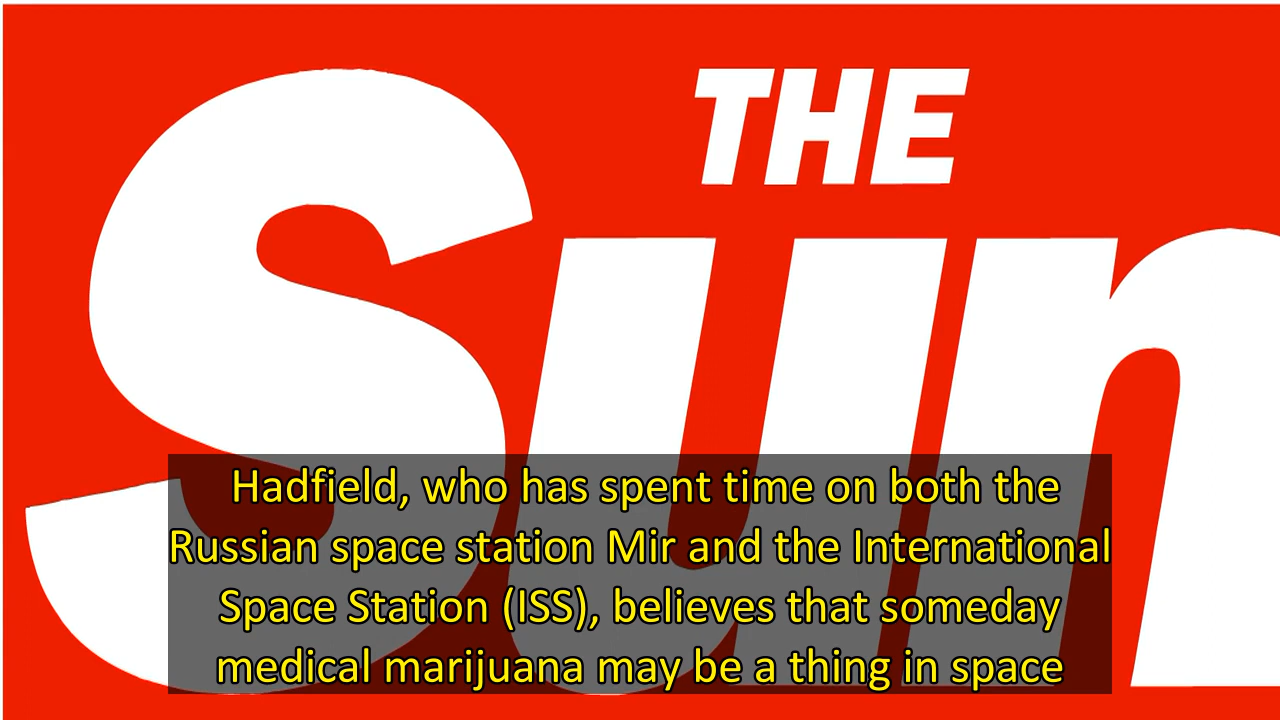 THE
Sun
Hadfield, who has spent time on both the
Russian space station Mir and the International
Space Station (ISS), believes that someday
medical marijuana may be a thing in space